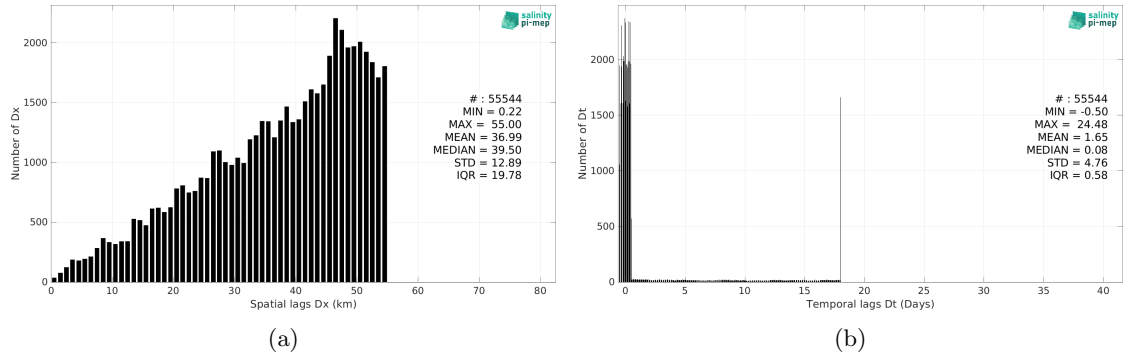 salinity
pi-mep
2000
1500
1000
500
0
Number of Dx
# : 55544
MIN = 0.22
MAX = 55.00
MEAN = 36.99
MEDIAN = 39.50
STD = 12.89
IQR = 19.78
0 10 20 30 40 50 60 70 80
Spatial lags Dx (km)
(a)
salinity
pi-mep
2000
1500
1000
500
0
Number of Dt
# : 55544
MIN = -0.50
MAX = 24.48
MEAN = 1.65
MEDIAN = 0.08
STD = 4.76
IQR = 0.58
0 5 10 15 20 25 30 35 40
Temporal lags Dt (Days)
(b)